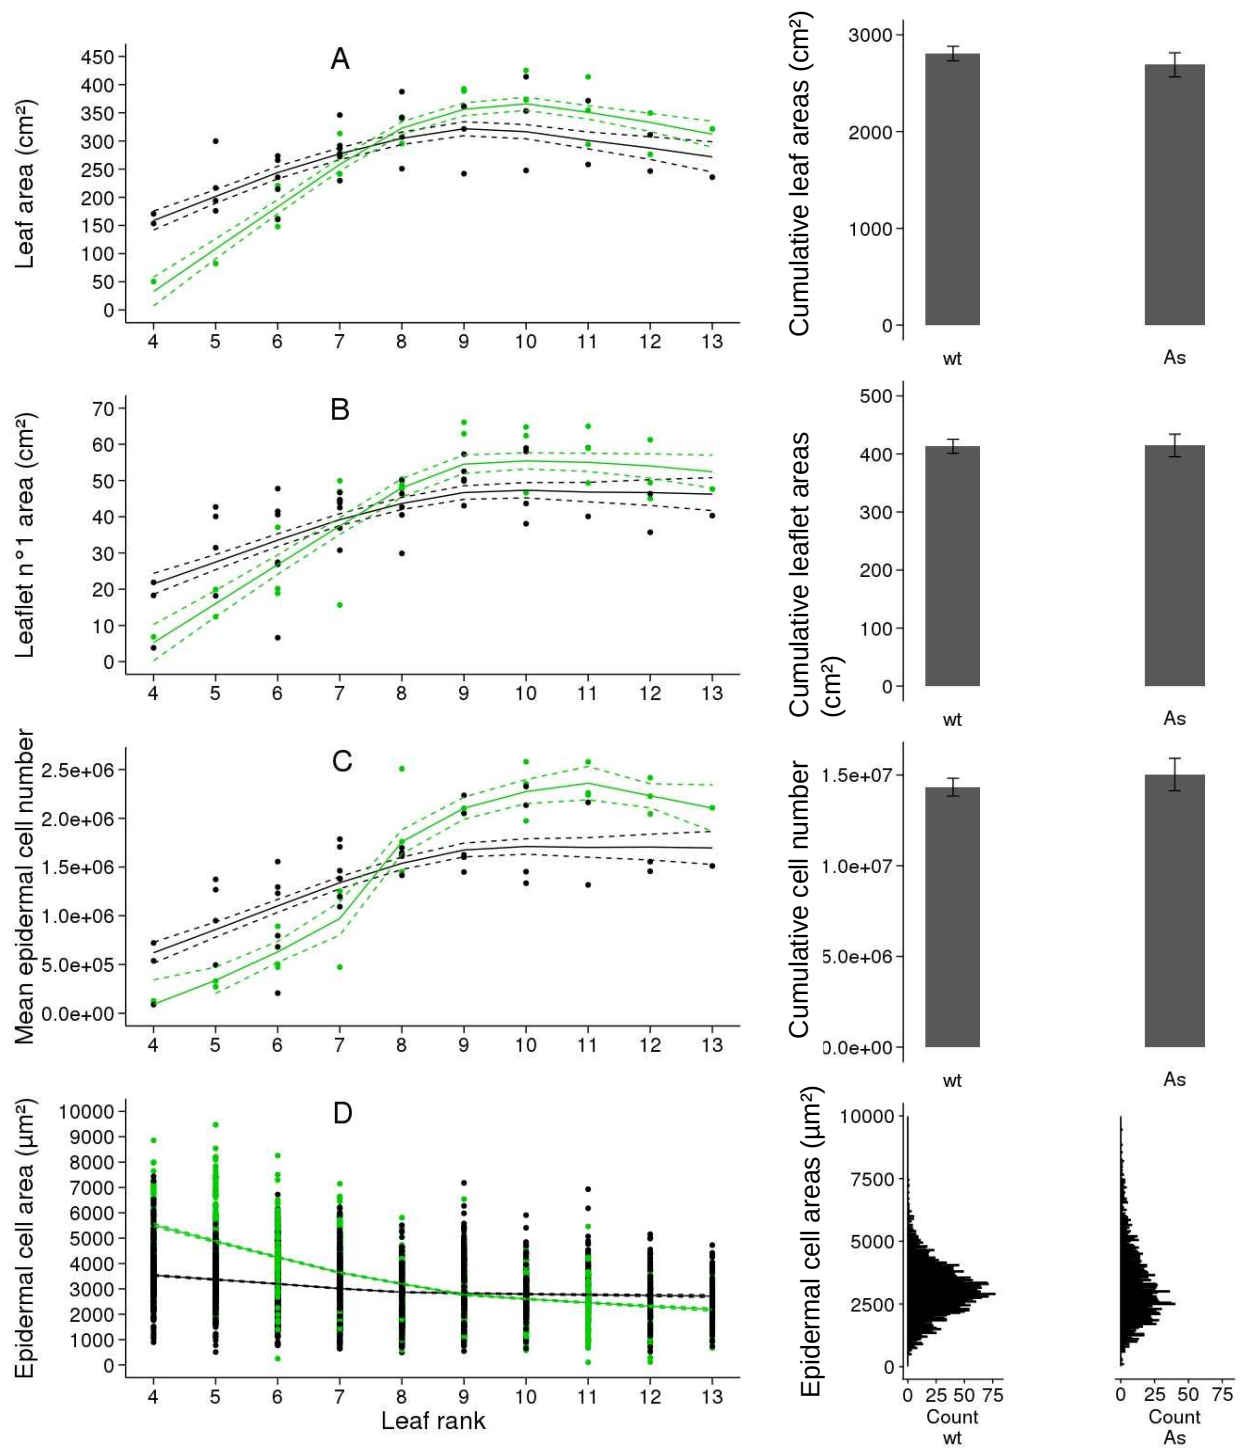 A
Leaf area (cm²)
450
400
350
300
250
200
150
100
50
0
4 5 6 7 8 9 10 11 12 13
Cumulative leaf areas (cm²)
3000
2000
1000
0
wt As
B
Leaflet n°1 area (cm²)
70
60
50
40
30
20
10
0
4 5 6 7 8 9 10 11 12 13
Cumulative leaflet areas
(cm²)
500
400
300
200
100
0
wt As
C
Mean epidermal cell number
2.5e+06
2.0e+06
1.5e+06
1.0e+06
5.0e+05
0.0e+00
4 5 6 7 8 9 10 11 12 13
Cumulative cell number
1.5e+07
1.0e+07
5.0e+06
0.0e+00
wt As
D
Epidermal cell area (µm²)
10000
9000
8000
7000
6000
5000
4000
3000
2000
1000
0
4 5 6 7 8 9 10 11 12 13
Leaf rank
Epidermal cell areas (µm²)
10000
7500
5000
2500
0
0 25 50 75 0 25 50 75
Count Count
wt As